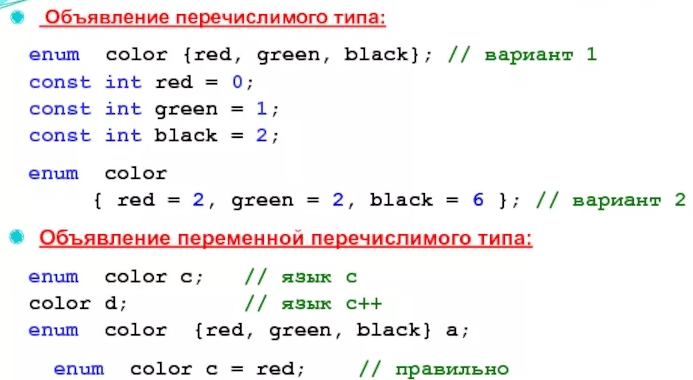 Объявление перечислимого типа:
enum color {red, green, black}; // вариант 1
const int red = 0;
const int green = 1;
const int black = 2;
enum color
{ red = 2, green = 2, black = 6 }; // вариант 2
Объявление переменной перечислимого типа:
enum color c; // язык c
color d; // язык c++
enum color {red, green, black} a;
enum color c = red; // правильно